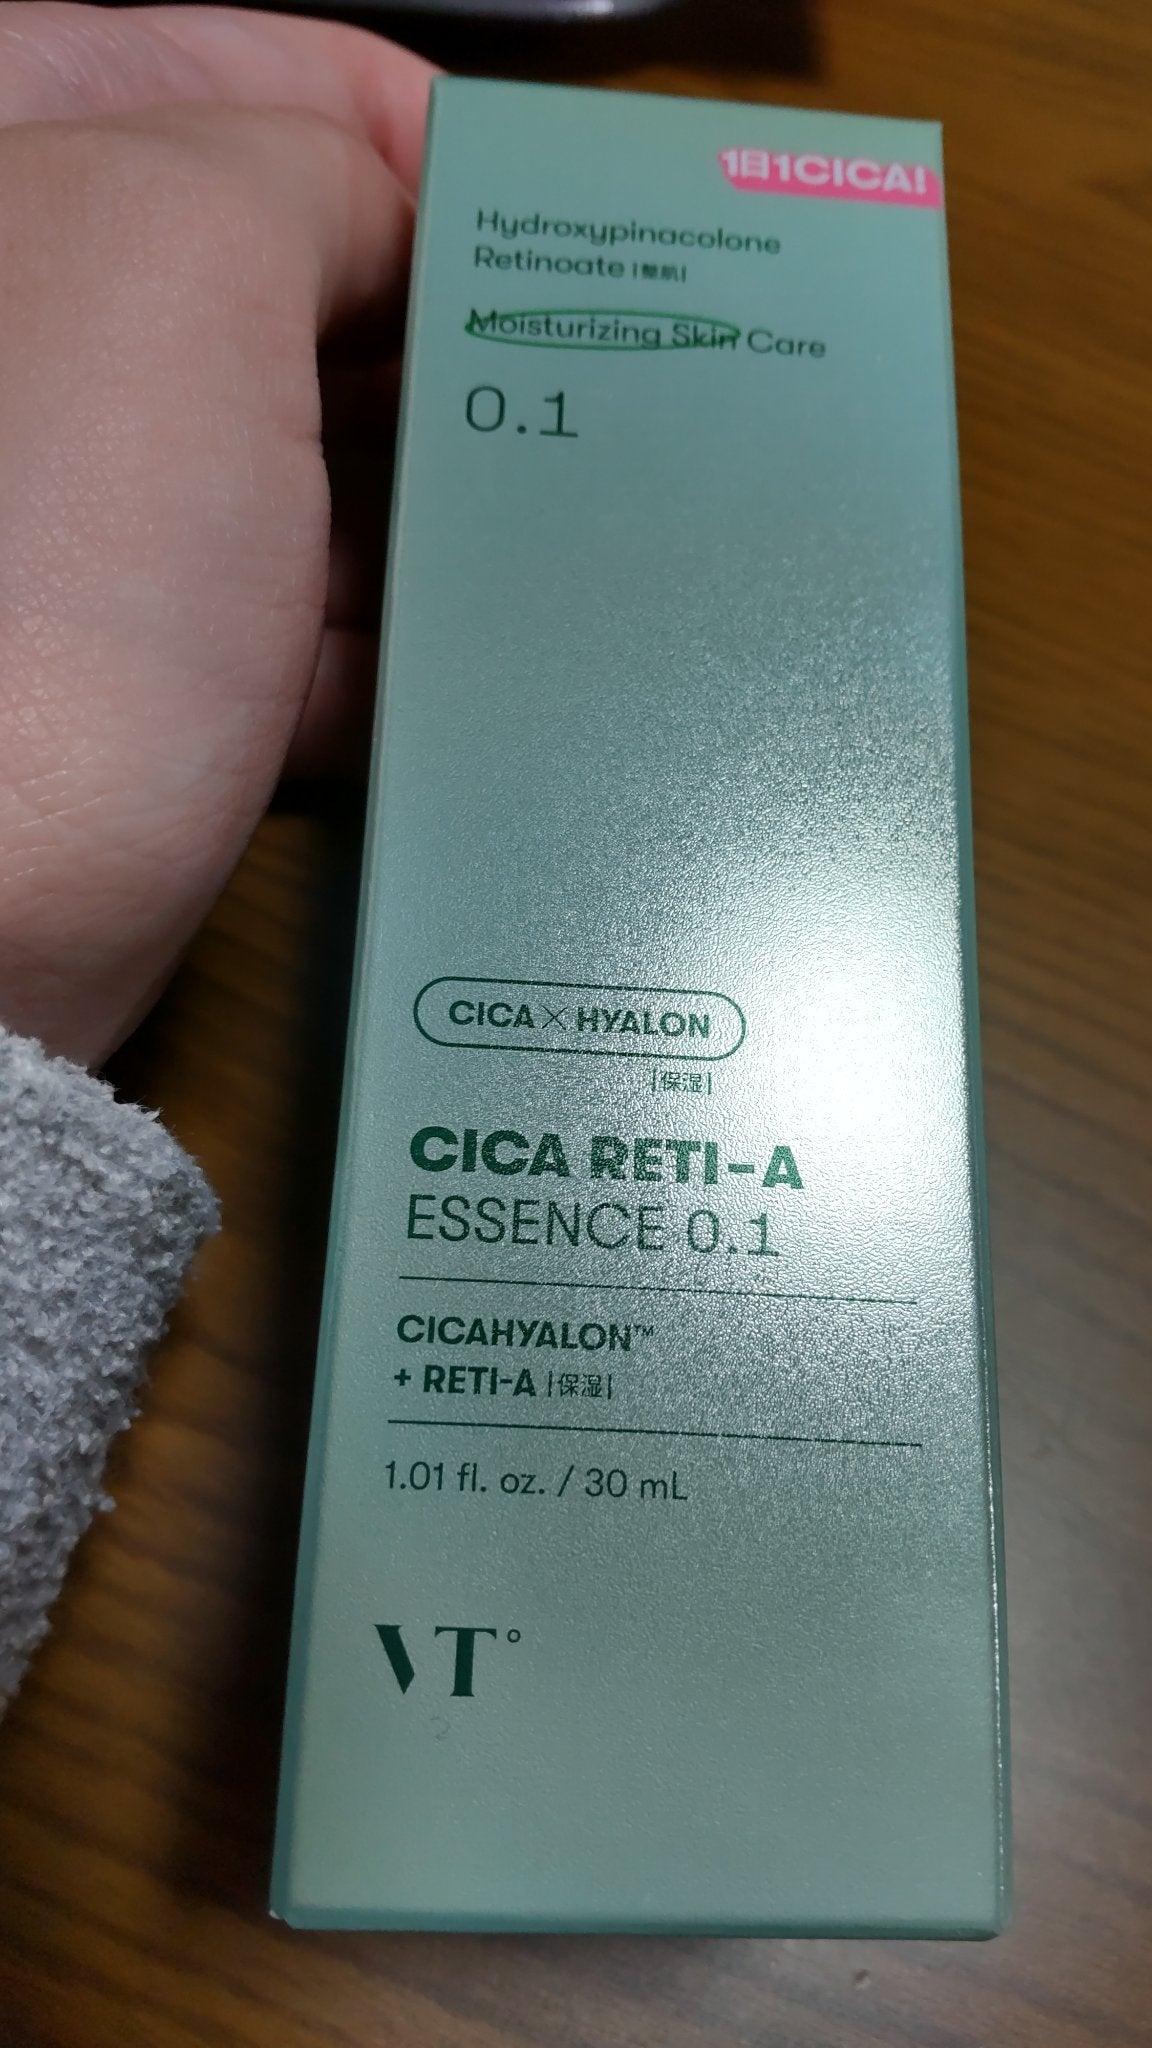 1日1CICA!
Hydroxypinacolone
Retinoate |整肌|
Moisturizing Skin Care
0.1
CICA×HYALON
|保湿|
CICA RETI-A
ESSENCE 0.1
CICAHYALON™
+ RETI-A |保湿|
1.01 fl. oz. / 30 mL
VT°